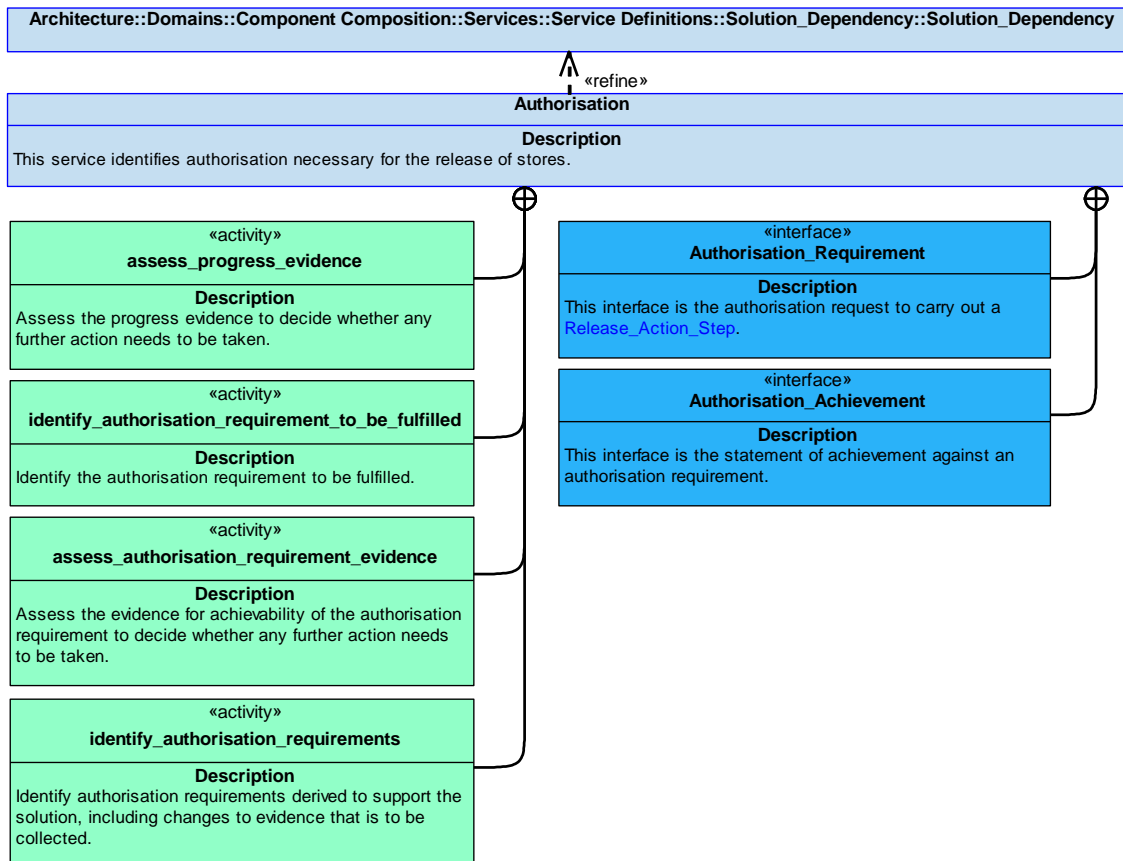 Architecture::Domains::Component Composition::Services::Service Definitions::Solution_Dependency::Solution_Dependency
«refine»
Authorisation
Description
This service identifies authorisation necessary for the release of stores.
«activity»
assess_progress_evidence
Description
Assess the progress evidence to decide whether any
further action needs to be taken.
«activity»
identify_authorisation_requirement_to_be_fulfilled
Description
Identify the authorisation requirement to be fulfilled.
«activity»
assess_authorisation_requirement_evidence
Description
Assess the evidence for achievability of the authorisation
requirement to decide whether any further action needs
to be taken.
«activity»
identify_authorisation_requirements
Description
Identify authorisation requirements derived to support the
solution, including changes to evidence that is to be
collected.
«interface»
Authorisation_Requirement
Description
This interface is the authorisation request to carry out a
Release_Action_Step.
«interface»
Authorisation_Achievement
Description
This interface is the statement of achievement against an
authorisation requirement.